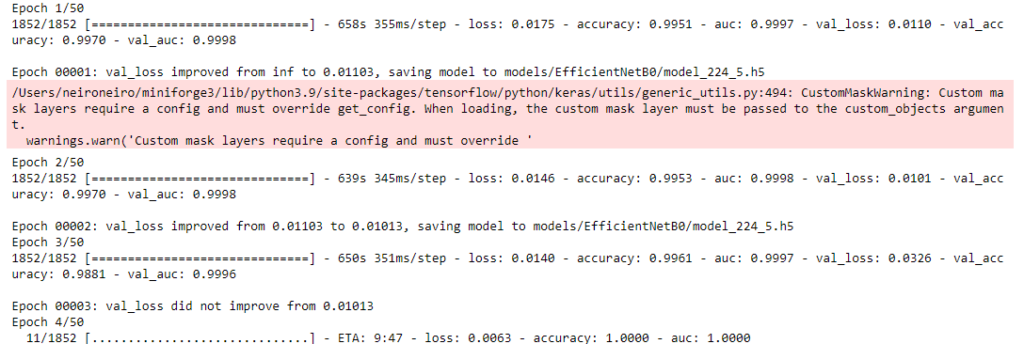 Epoch 1/50
1852/1852 [==============================] - 658s 355ms/step - loss: 0.0175 - accuracy: 0.9951 - auc: 0.9997 - val_loss: 0.0110 - val_acc
uracy: 0.9970 - val_auc: 0.9998
Epoch 00001: val_loss improved from inf to 0.01103, saving model to models/EfficientNetB0/model_224_5.h5
/Users/neironeiro/miniforge3/lib/python3.9/site-packages/tensorflow/python/keras/utils/generic_utils.py:494: CustomMaskWarning: Custom ma
sk layers require a config and must override get_config. When loading, the custom mask layer must be passed to the custom_objects argumen
t.
  warnings.warn('Custom mask layers require a config and must override '
Epoch 2/50
1852/1852 [==============================] - 639s 345ms/step - loss: 0.0146 - accuracy: 0.9953 - auc: 0.9998 - val_loss: 0.0101 - val_acc
uracy: 0.9970 - val_auc: 0.9998
Epoch 00002: val_loss improved from 0.01103 to 0.01013, saving model to models/EfficientNetB0/model_224_5.h5
Epoch 3/50
1852/1852 [==============================] - 650s 351ms/step - loss: 0.0140 - accuracy: 0.9961 - auc: 0.9997 - val_loss: 0.0326 - val_acc
uracy: 0.9881 - val_auc: 0.9996
Epoch 00003: val_loss did not improve from 0.01013
Epoch 4/50
  11/1852 [..............................] - ETA: 9:47 - loss: 0.0063 - accuracy: 1.0000 - auc: 1.0000